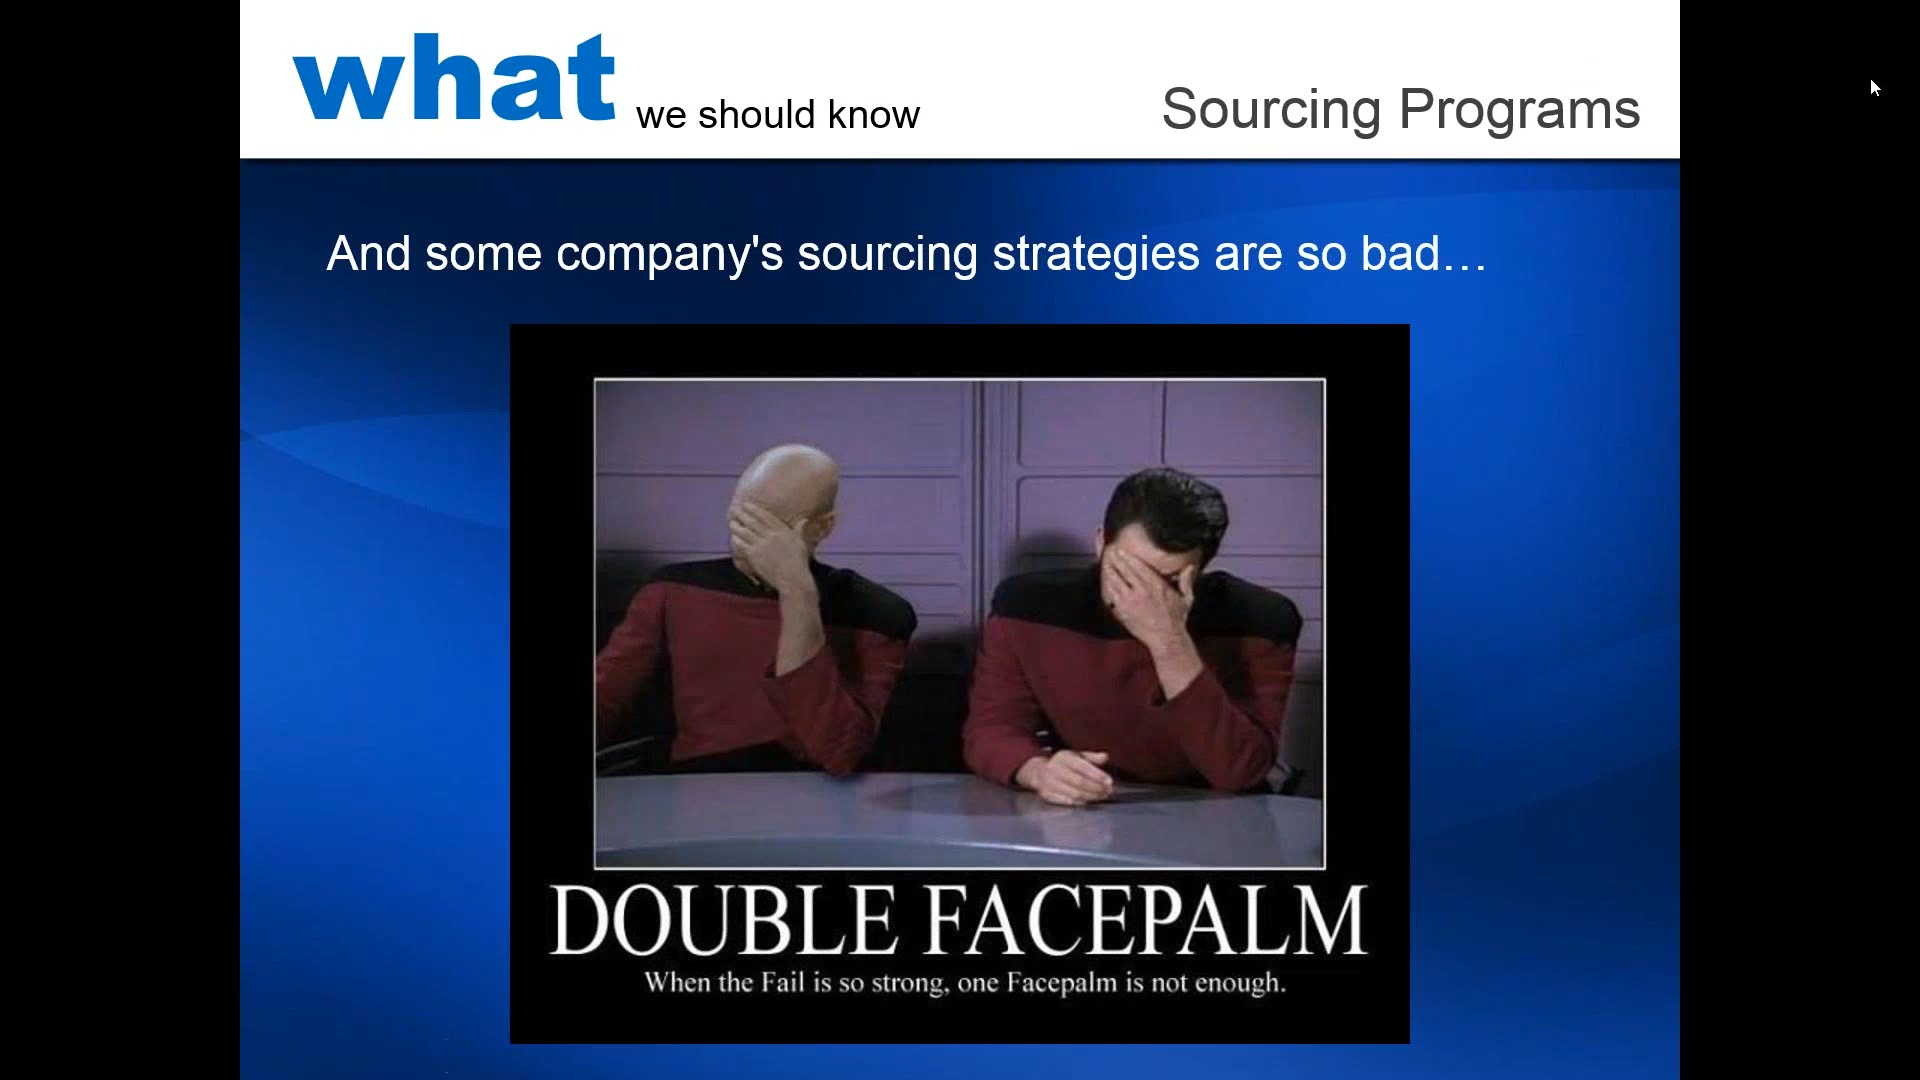 what we should know
Sourcing Programs
And some company's sourcing strategies are so bad...
DOUBLE FACEPALM
When the Fail is so strong, one Facepalm is not enough.